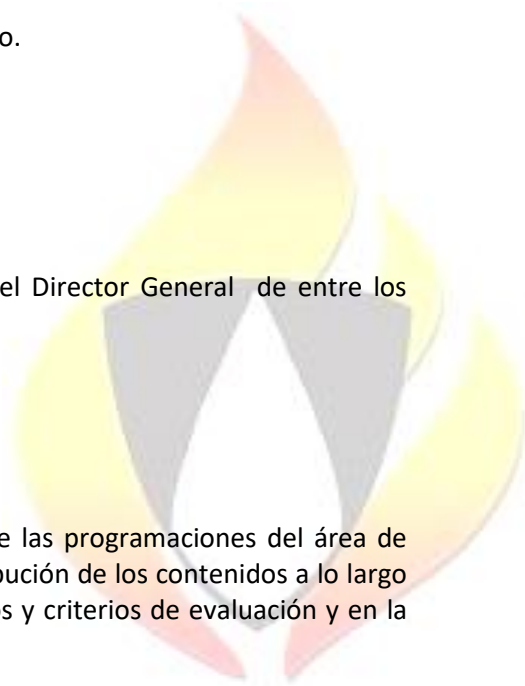 o.
el Director General de entre los
e las programaciones del área de
bución de los contenidos a lo largo
os y criterios de evaluación y en la